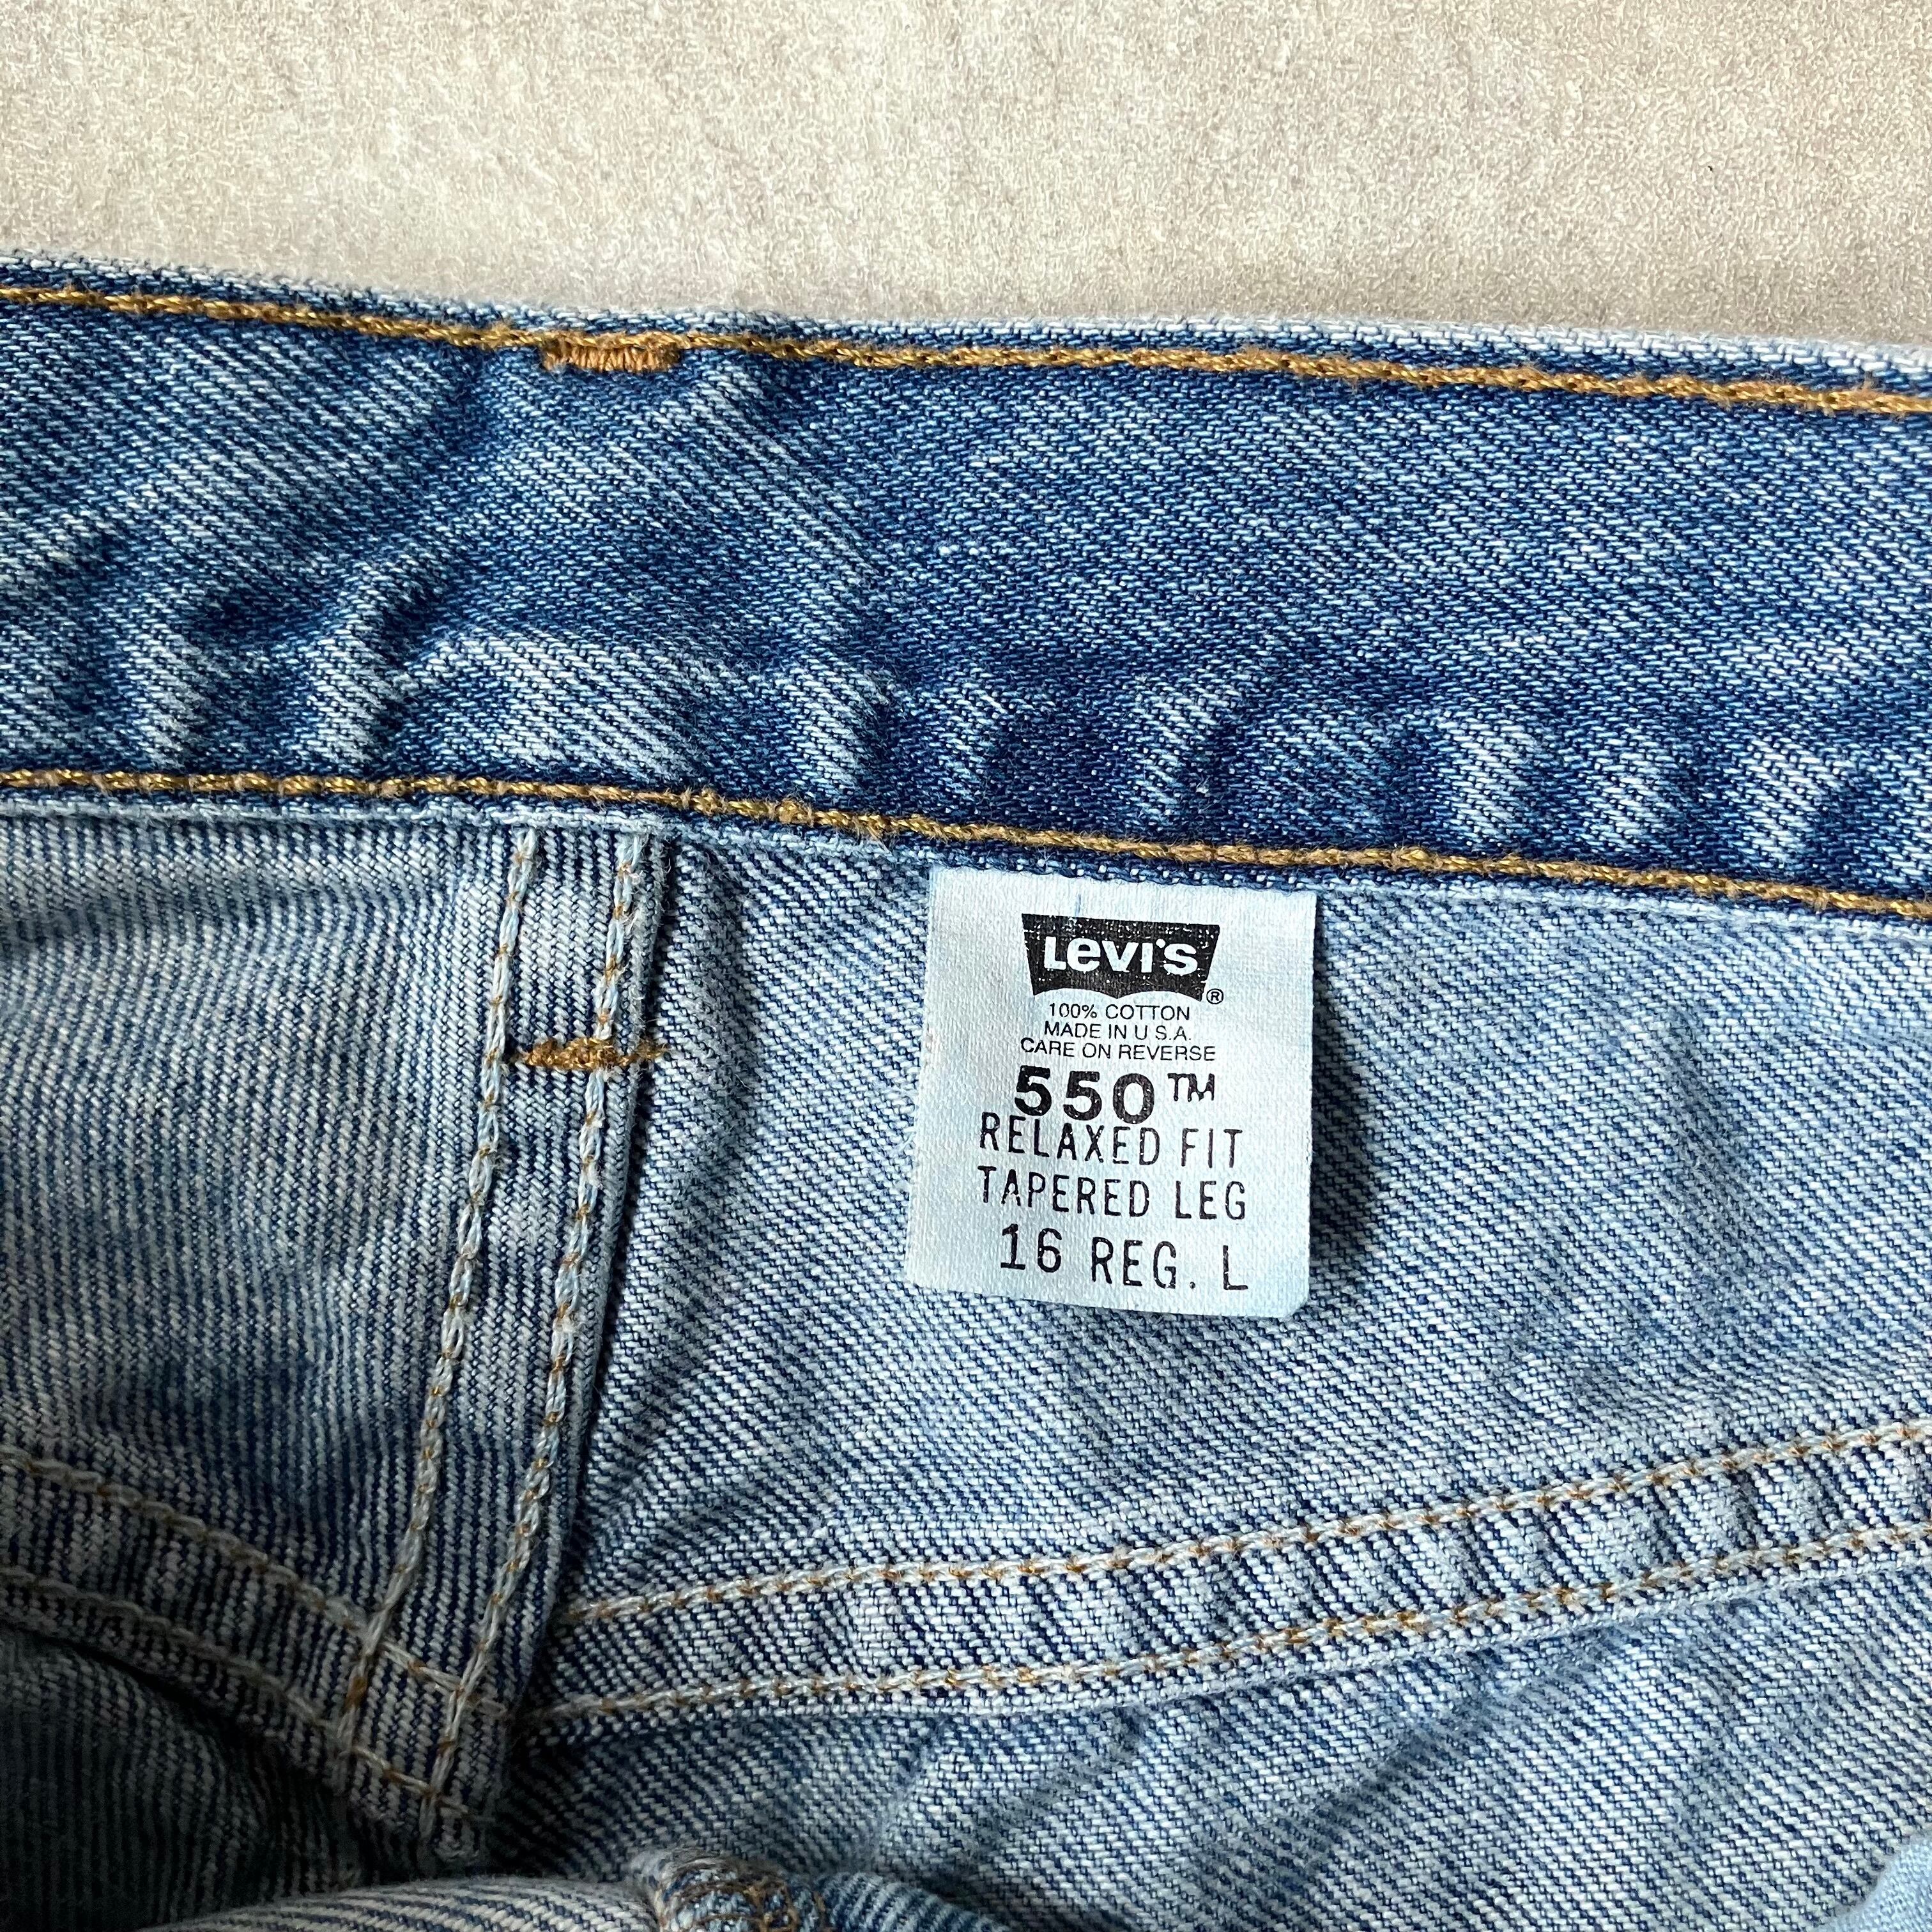 Levi's®
100% COTTON
MADE IN U.S.A.
CARE ON REVERSE
550™
RELAXED FIT
TAPERED LEG
16 REG. L